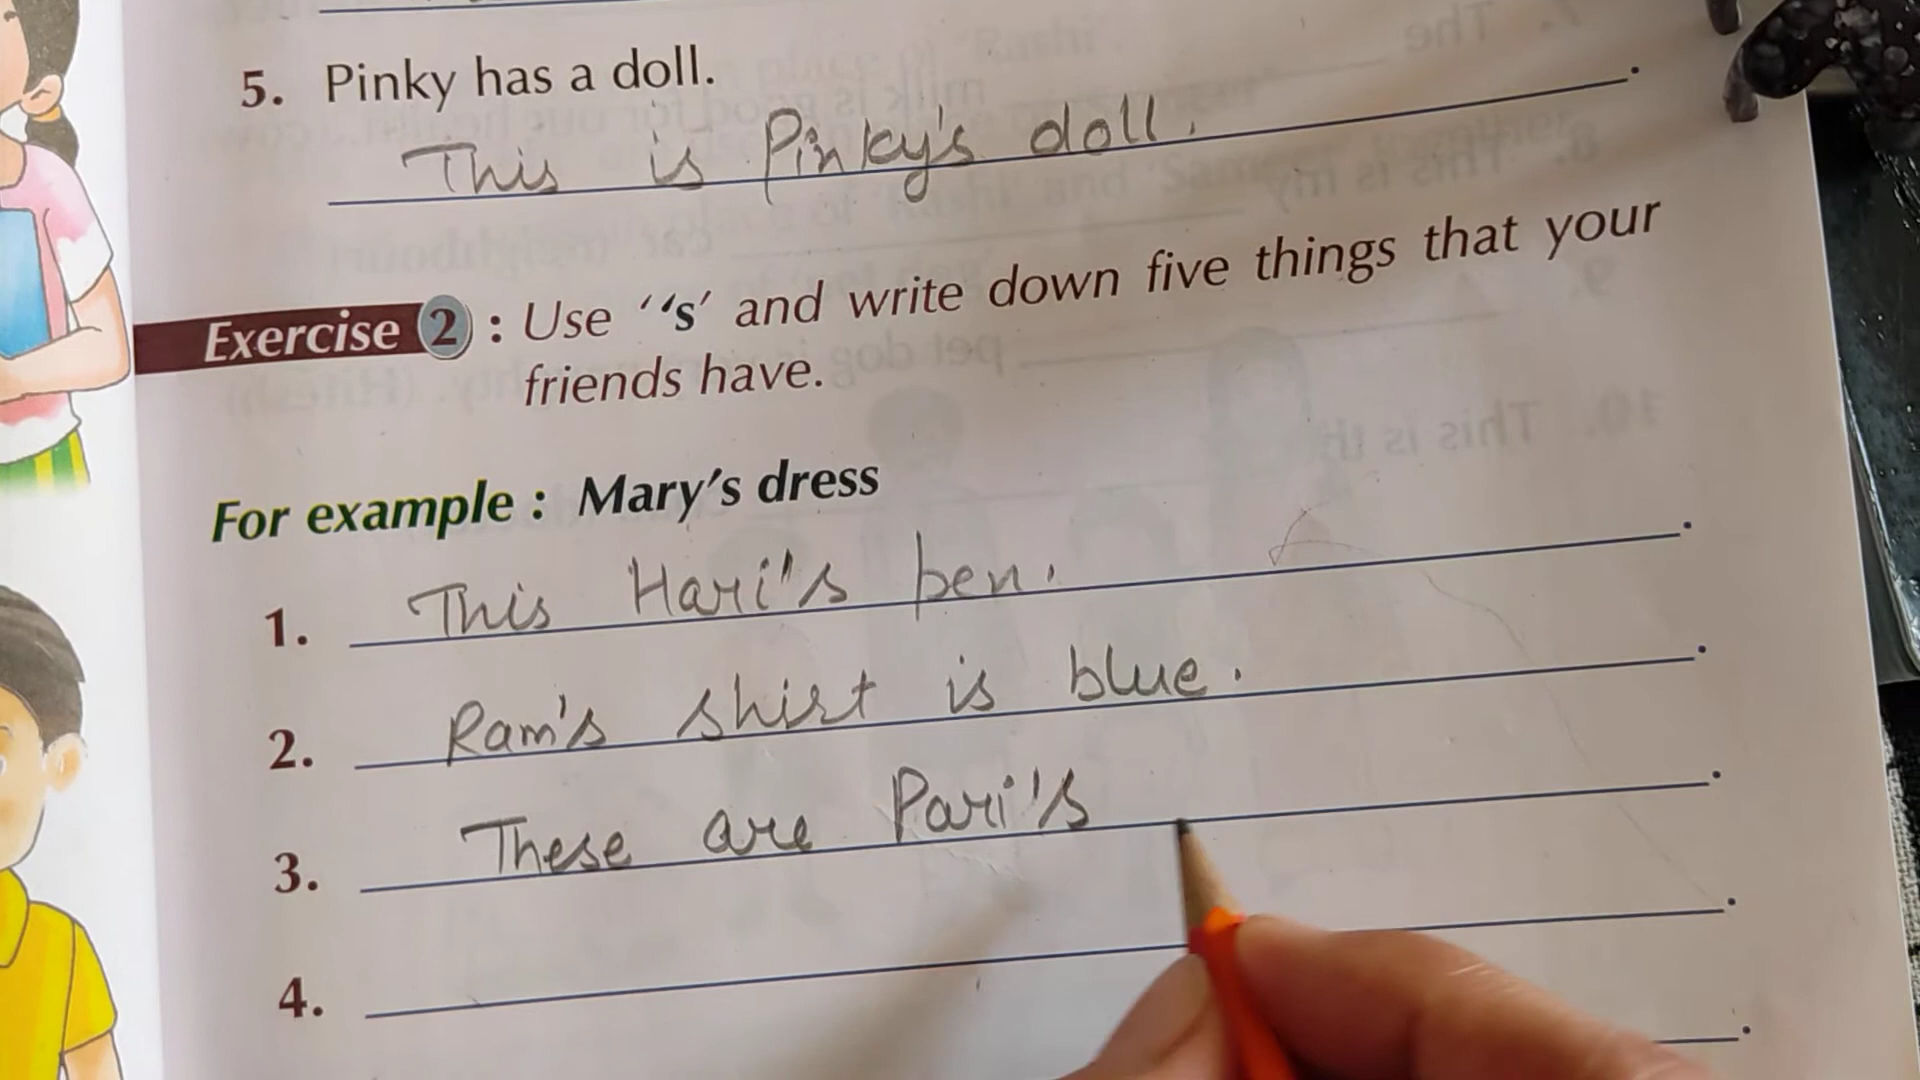 5. Pinky has a doll.
This is Pinky's doll.
Exercise 2 : Use ''s' and write down five things that your
friends have.
For example : Mary's dress
1. This Hari's pen.
2. Ram's shirt is blue.
3. These are Pari's
4.